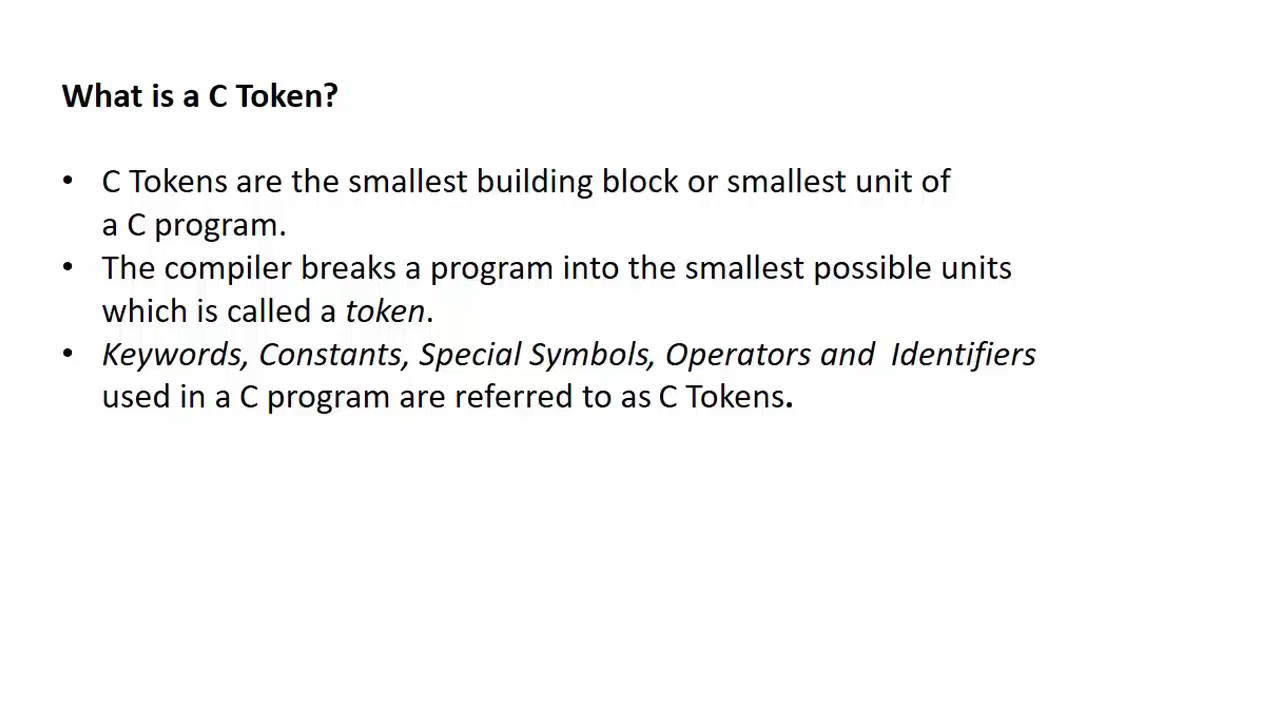 What is a C Token?
• C Tokens are the smallest building block or smallest unit of
a C program.
• The compiler breaks a program into the smallest possible units
which is called a token.
• Keywords, Constants, Special Symbols, Operators and  Identifiers
used in a C program are referred to as C Tokens.